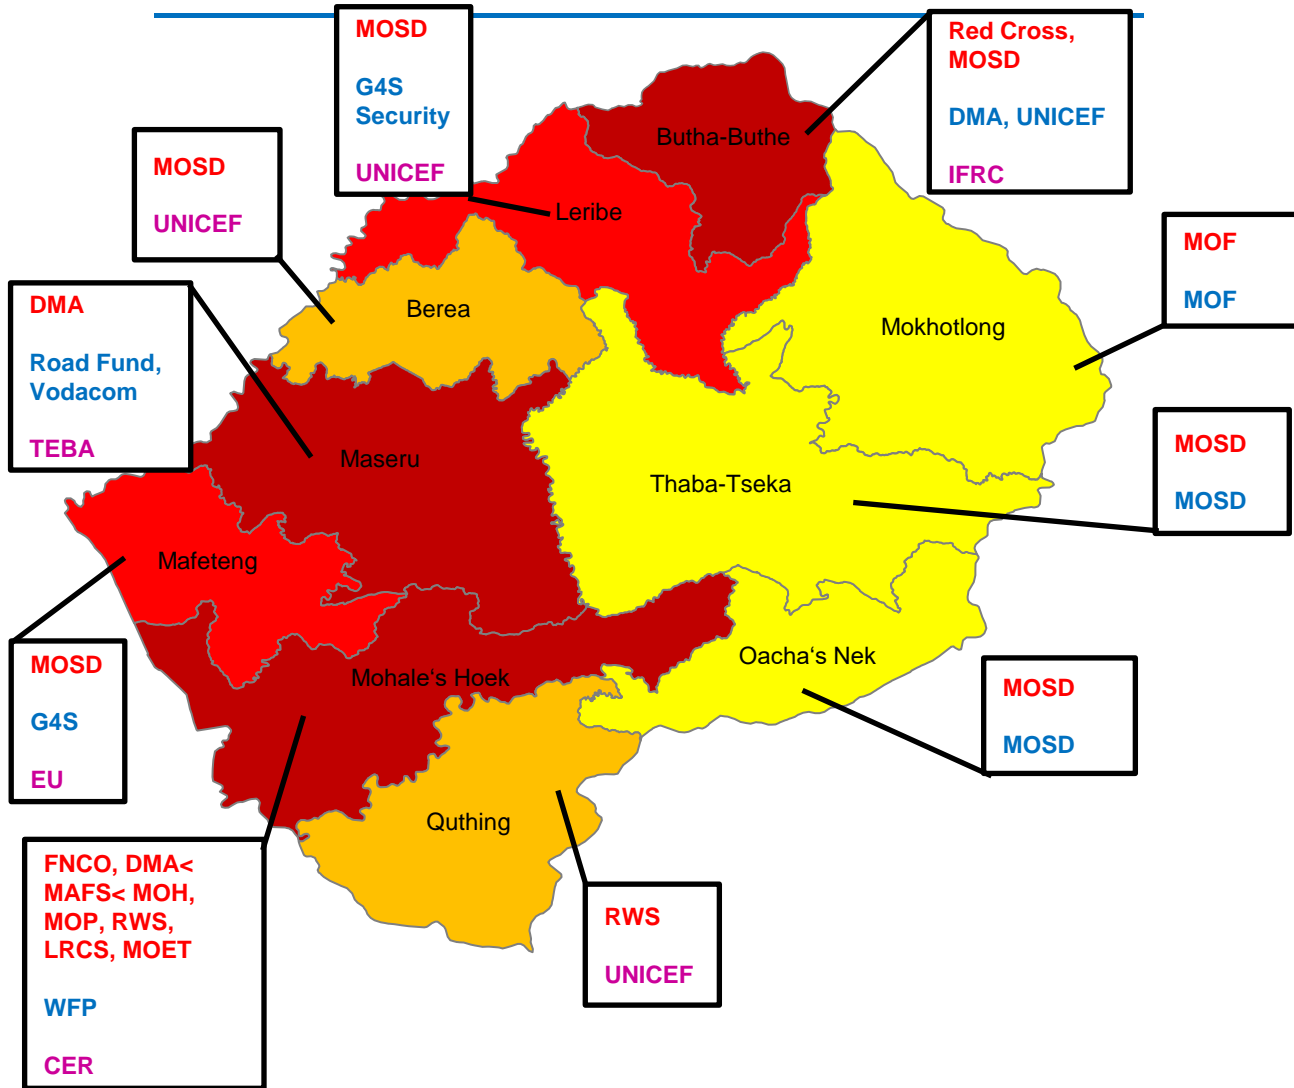 MOSD
G4S
Security
UNICEF
Red Cross,
MOSD
DMA, UNICEF
IFRC
MOSD
UNICEF
Butha-Buthe
Leribe
MOF
MOF
DMA
Road Fund,
Vodacom
TEBA
Berea
Mokhotlong
MOSD
MOSD
Maseru
Thaba-Tseka
Mafeteng
MOSD
G4S
EU
Mohale‘s Hoek
Oacha‘s Nek
MOSD
MOSD
Quthing
FNCO, DMA<
MAFS< MOH,
MOP, RWS,
LRCS, MOET
WFP
CER
RWS
UNICEF